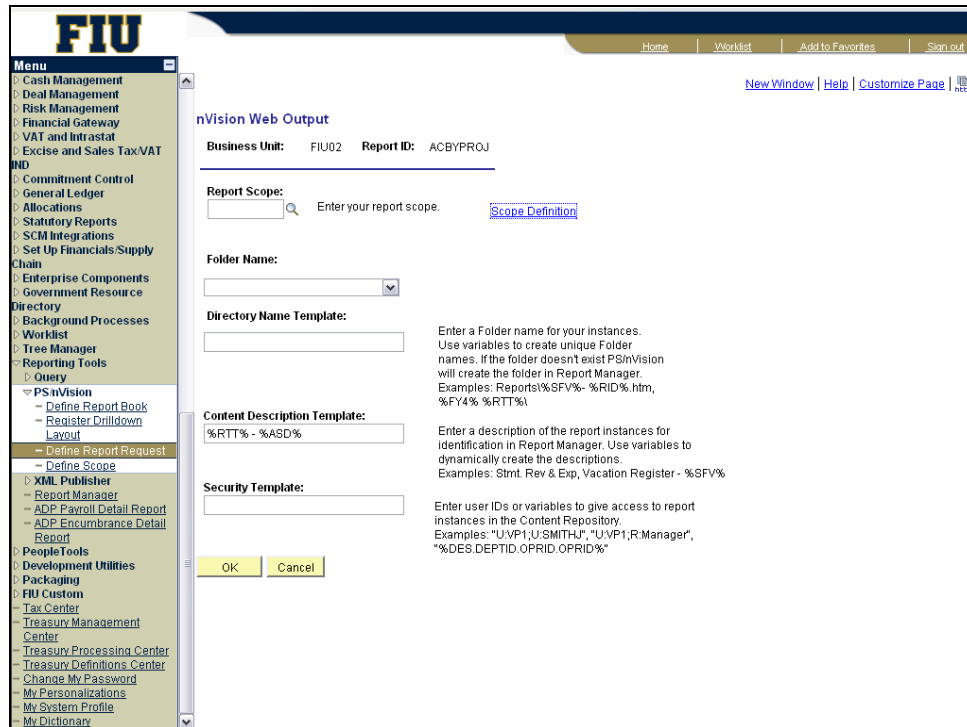 FIU
Home | Worklist | Add to Favorites | Sign out
Menu
Cash Management
Deal Management
Risk Management
Financial Gateway
VAT and Intrastat
Excise and Sales Tax/VAT
IND
Commitment Control
General Ledger
Allocations
Statutory Reports
SCM Integrations
Set Up Financials/Supply
Chain
Enterprise Components
Government Resource
Directory
Background Processes
Worklist
Tree Manager
Reporting Tools
Query
PS/nVision
Define Report Book
Register Drilldown
Layout
Define Report Request
Define Scope
XML Publisher
Report Manager
ADP Payroll Detail Report
ADP Encumbrance Detail
Report
PeopleTools
Development Utilities
Packaging
FIU Custom
Tax Center
Treasury Management
Center
Treasury Processing Center
Treasury Definitions Center
Change My Password
My Personalizations
My System Profile
My Dictionary
New Window | Help | Customize Page |
nVision Web Output
Business Unit: FIU02 Report ID: ACBYPROJ
Report Scope:
Enter your report scope. Scope Definition
Folder Name:
Directory Name Template:
Enter a Folder name for your instances.
Use variables to create unique Folder
names. If the folder doesn't exist PS/nVision
will create the folder in Report Manager.
Examples: Reports\%SFV%- %RID%.htm,
%FY4% %RTT%\
Content Description Template:
%RTT% - %ASD%
Enter a description of the report instances for
identification in Report Manager. Use variables to
dynamically create the descriptions.
Examples: Stmt. Rev & Exp, Vacation Register - %SFV%
Security Template:
Enter user IDs or variables to give access to report
instances in the Content Repository.
Examples: "U:VP1;U:SMITHJ", "U:VP1;R:Manager",
"%DES.DEPTID.OPRID.OPRID%"
OK Cancel